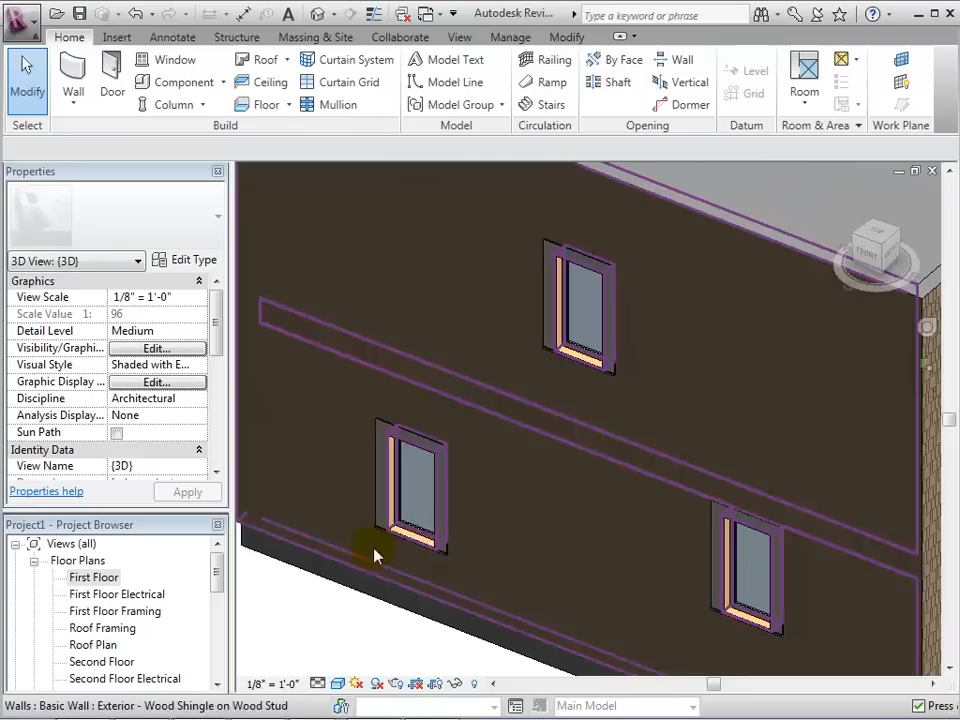 Autodesk Revi...
Type a keyword or phrase
Home Insert Annotate Structure Massing & Site Collaborate View Manage Modify
Modify
Wall
Door
Window
Component
Column
Roof
Ceiling
Floor
Curtain System
Curtain Grid
Mullion
Model Text
Model Line
Model Group
Railing
Ramp
Stairs
By Face
Shaft
Wall
Vertical
Dormer
Level
Grid
Room
Select Build Model Circulation Opening Datum Room & Area Work Plane
Properties
3D View: {3D} Edit Type
Graphics
View Scale 1/8" = 1'-0"
Scale Value 1: 96
Detail Level Medium
Visibility/Graphi... Edit...
Visual Style Shaded with E...
Graphic Display ... Edit...
Discipline Architectural
Analysis Display... None
Sun Path
Identity Data
View Name {3D}
Properties help Apply
Project1 - Project Browser
Views (all)
Floor Plans
First Floor
First Floor Electrical
First Floor Framing
Roof Framing
Roof Plan
Second Floor
Second Floor Electrical
TOP
FRONT
1/8" = 1'-0"
Walls : Basic Wall : Exterior - Wood Shingle on Wood Stud
Main Model
Press